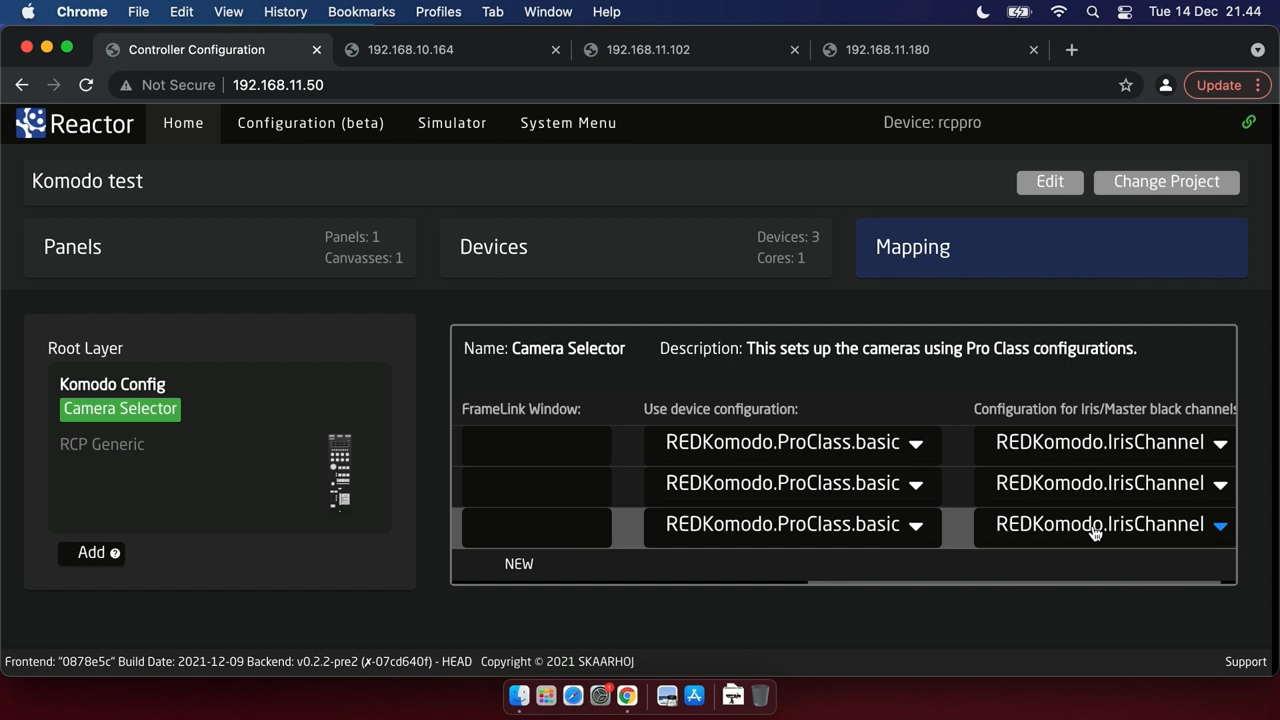 Chrome File Edit View History Bookmarks Profiles Tab Window Help Tue 14 Dec 21.44
Controller Configuration 192.168.10.164 192.168.11.102 192.168.11.180
Not Secure 192.168.11.50 Update
Reactor Home Configuration (beta) Simulator System Menu Device: rcppro
Komodo test Edit Change Project
Panels Panels: 1 Devices Devices: 3 Mapping
Canvasses: 1 Cores: 1
Root Layer Name: Camera Selector Description: This sets up the cameras using Pro Class configurations.
Komodo Config
Camera Selector FrameLink Window: Use device configuration: Configuration for Iris/Master black channels
RCP Generic REDKomodo.ProClass.basic REDKomodo.IrisChannel
REDKomodo.ProClass.basic REDKomodo.IrisChannel
REDKomodo.ProClass.basic REDKomodo.IrisChannel
Add ? NEW
Frontend: "0878e5c" Build Date: 2021-12-09 Backend: v0.2.2-pre2 (✗-07cd640f) - HEAD Copyright © 2021 SKAARHOJ Support